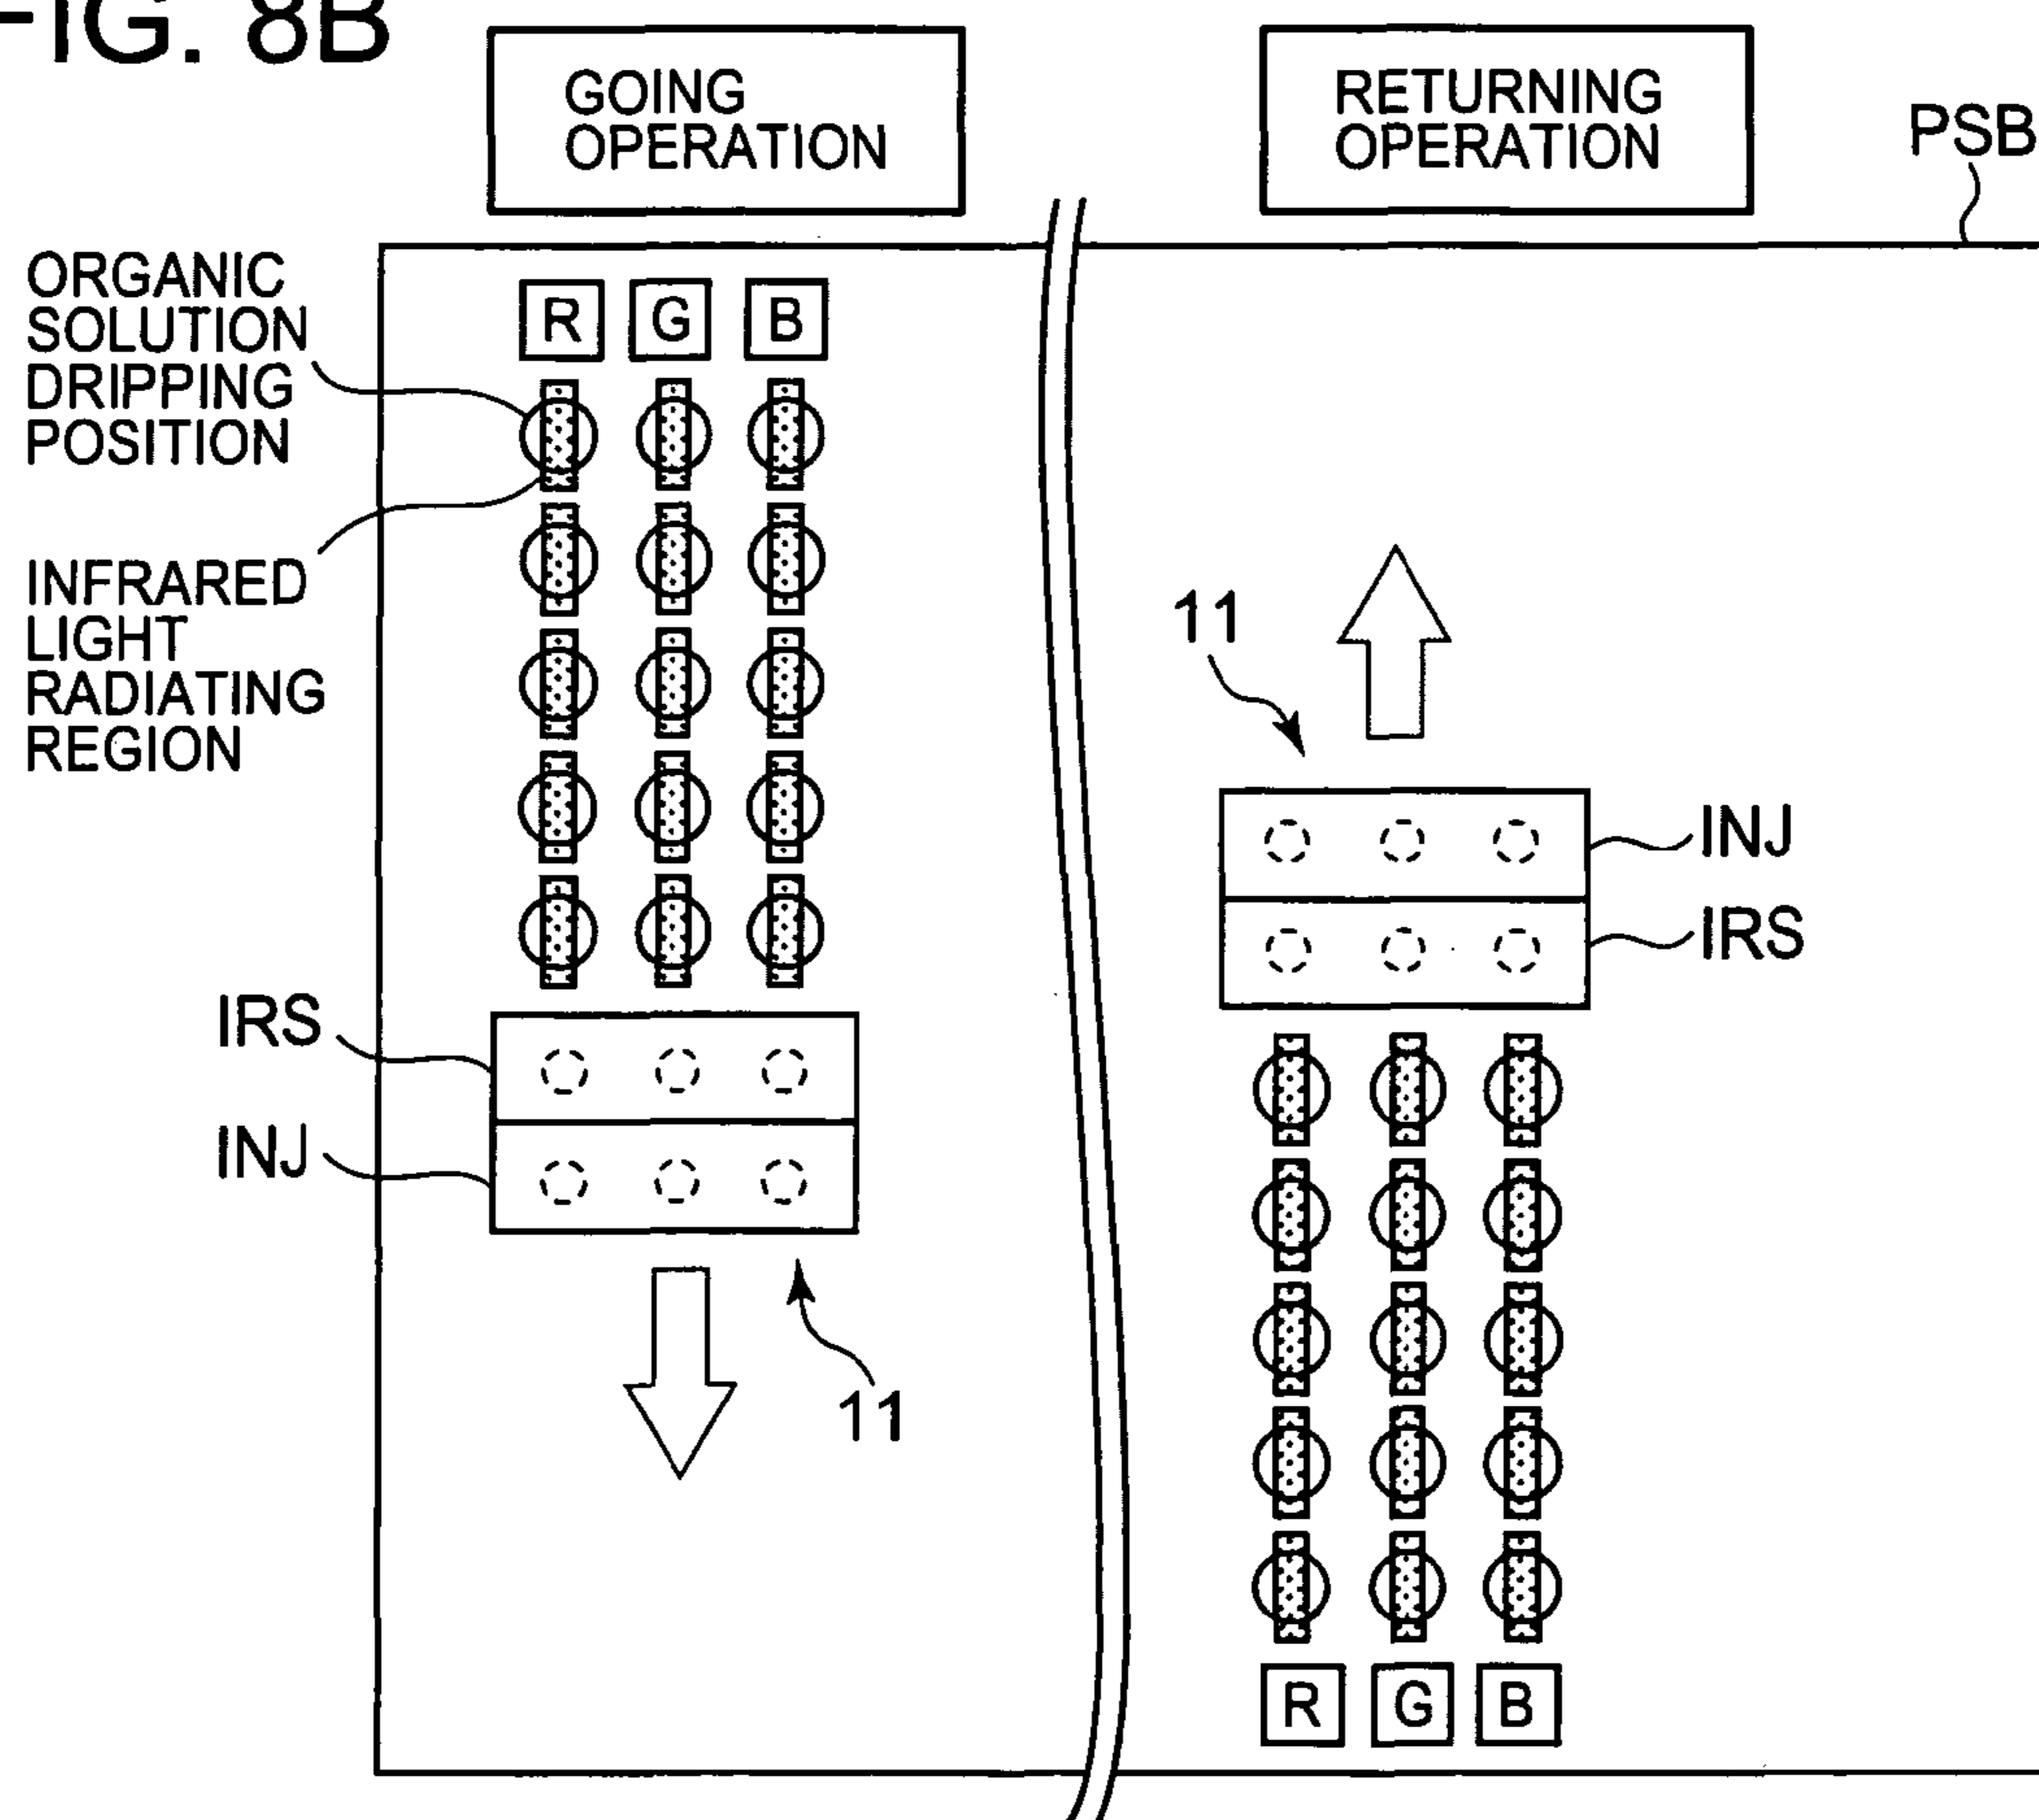 FIG. 8B
GOING
OPERATION
RETURNING
OPERATION
PSB
ORGANIC
SOLUTION
DRIPPING
POSITION
R G B
INFRARED
LIGHT
RADIATING
REGION
11
INJ
IRS
IRS
INJ
11
R G B